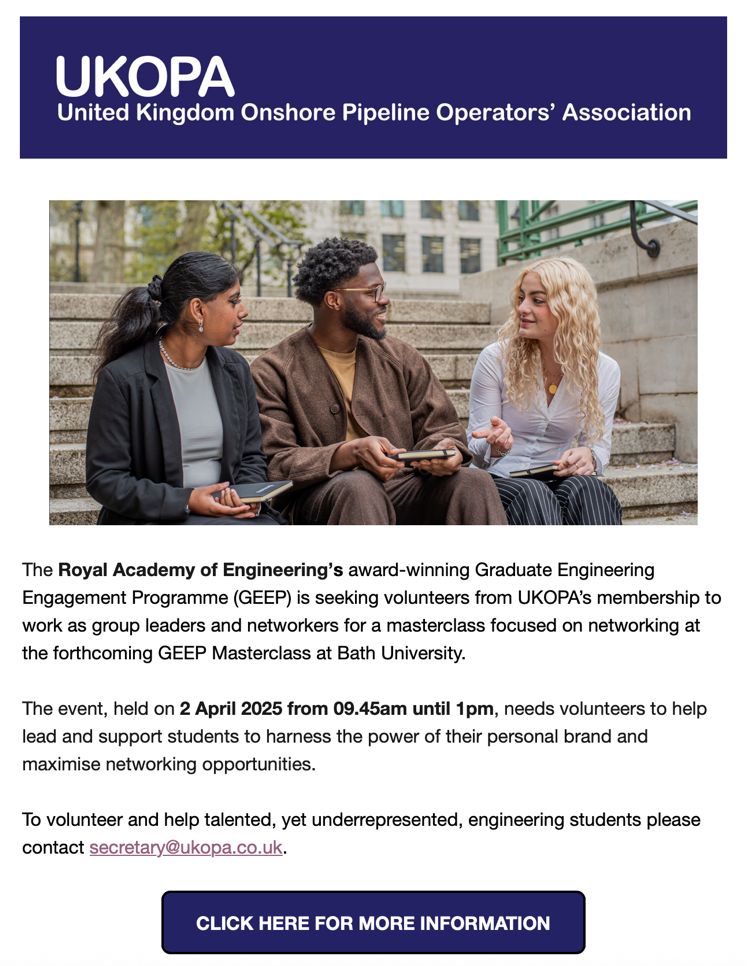 UKOPA
United Kingdom Onshore Pipeline Operators’ Association
The Royal Academy of Engineering’s award-winning Graduate Engineering
Engagement Programme (GEEP) is seeking volunteers from UKOPA’s membership to
work as group leaders and networkers for a masterclass focused on networking at
the forthcoming GEEP Masterclass at Bath University.
The event, held on 2 April 2025 from 09.45am until 1pm, needs volunteers to help
lead and support students to harness the power of their personal brand and
maximise networking opportunities.
To volunteer and help talented, yet underrepresented, engineering students please
contact secretary@ukopa.co.uk.
CLICK HERE FOR MORE INFORMATION